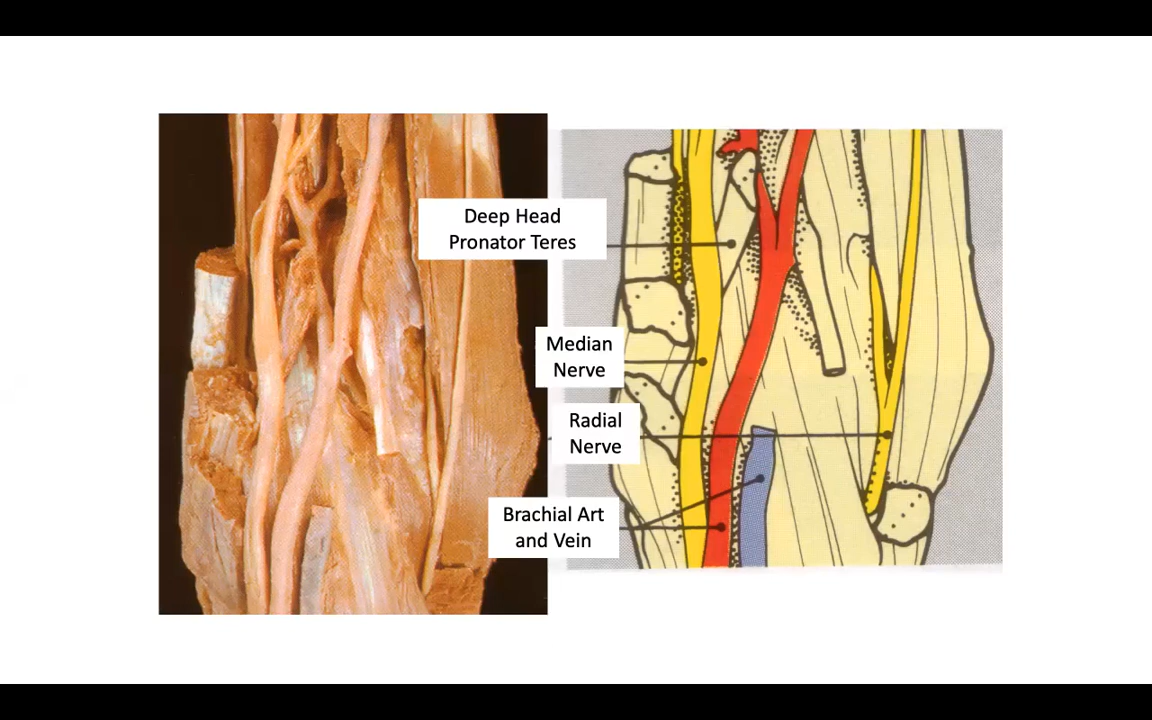 Deep Head
Pronator Teres
Median
Nerve
Radial
Nerve
Brachial Art
and Vein